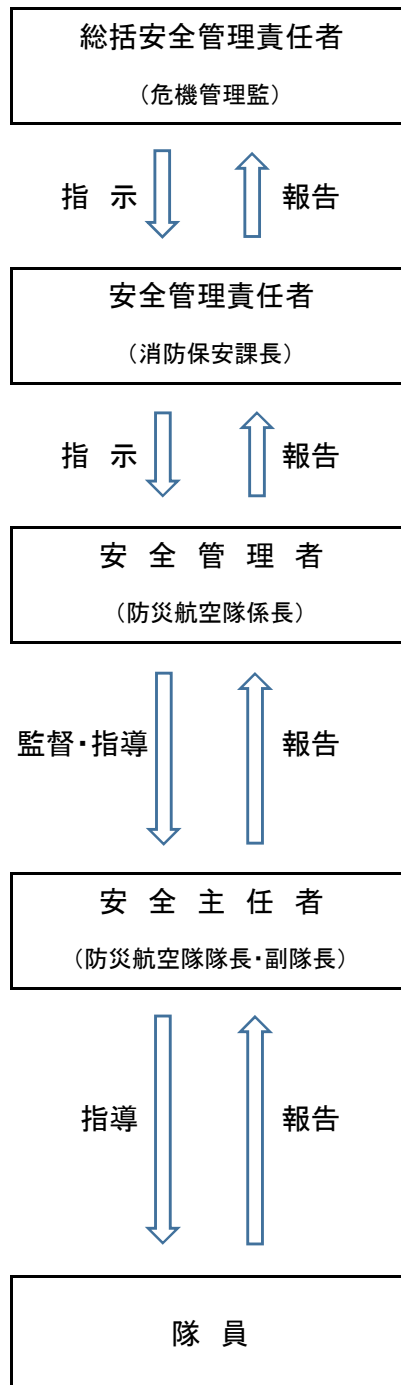 総括安全管理責任者
（危機管理監）
指 示 報告
安全管理責任者
（消防保安課長）
指 示 報告
安 全 管 理 者
（防災航空隊係長）
監督・指導 報告
安 全 主 任 者
（防災航空隊隊長・副隊長）
指導 報告
隊 員